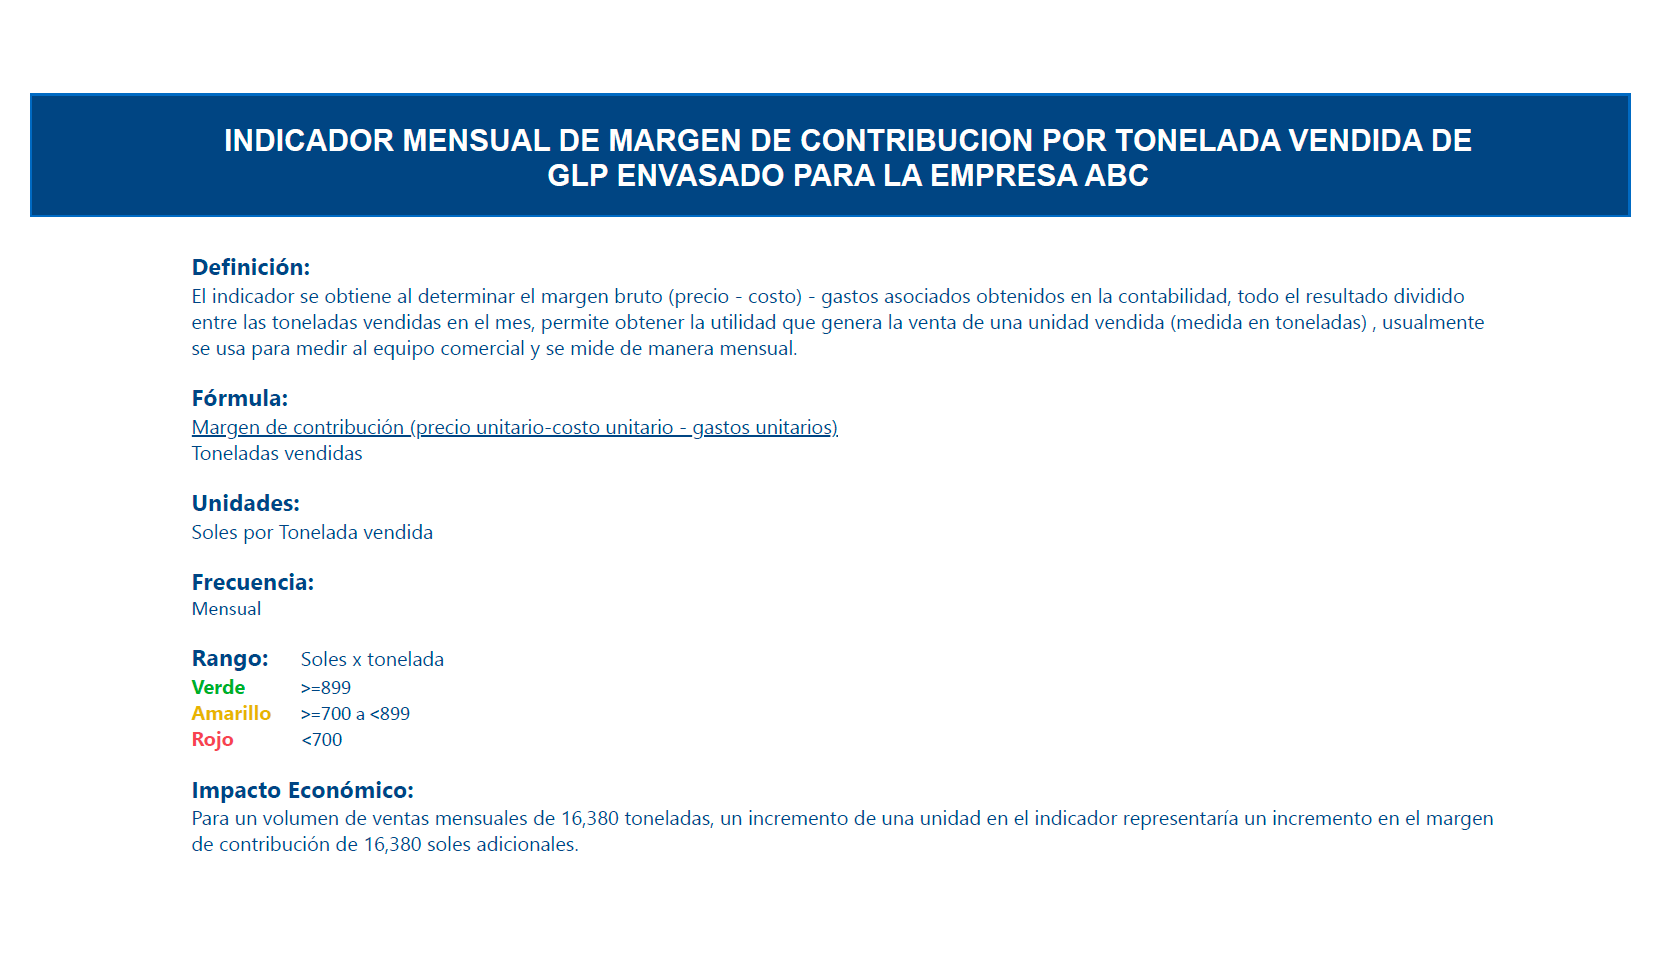 INDICADOR MENSUAL DE MARGEN DE CONTRIBUCION POR TONELADA VENDIDA DE
GLP ENVASADO PARA LA EMPRESA ABC
Definición:
El indicador se obtiene al determinar el margen bruto (precio - costo) - gastos asociados obtenidos en la contabilidad, todo el resultado dividido
entre las toneladas vendidas en el mes, permite obtener la utilidad que genera la venta de una unidad vendida (medida en toneladas) , usualmente
se usa para medir al equipo comercial y se mide de manera mensual.
Fórmula:
Margen de contribución (precio unitario-costo unitario - gastos unitarios)
Toneladas vendidas
Unidades:
Soles por Tonelada vendida
Frecuencia:
Mensual
Rango: Soles x tonelada
Verde >=899
Amarillo >=700 a <899
Rojo <700
Impacto Económico:
Para un volumen de ventas mensuales de 16,380 toneladas, un incremento de una unidad en el indicador representaría un incremento en el margen
de contribución de 16,380 soles adicionales.